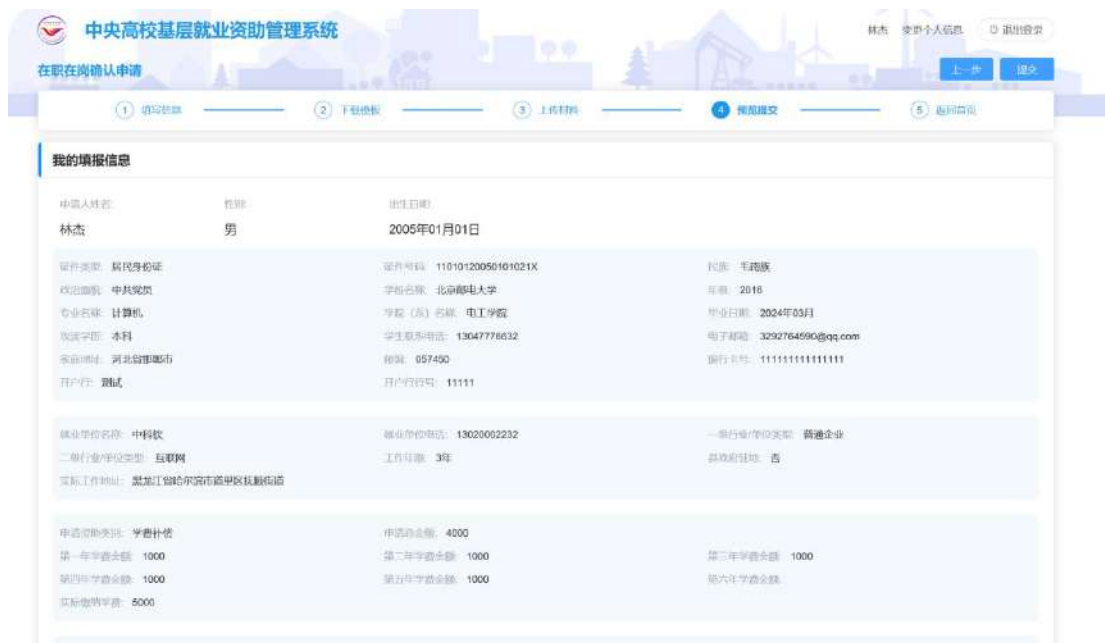 中央高校基层就业资助管理系统
林杰 变更个人信息 退出登录
在职在岗确认申请
上一步 提交
1 填写信息 2 下载模板 3 上传材料 4 预览提交 5 返回首页
我的填报信息
申请人姓名: 性别: 出生日期:
林杰 男 2005年01月01日
证件类型: 居民身份证 证件号码: 11010120050101021X 民族: 毛南族
政治面貌: 中共党员 学校名称: 北京邮电大学 年级: 2016
专业名称: 计算机 学院（系）名称: 电工学院 毕业日期: 2024年03月
攻读学历: 本科 学生联系电话: 13047776632 电子邮箱: 3292764590@qq.com
家庭地址: 河北省邯郸市 邮编: 057450 银行卡号: 111111111111111
开户行: 测试 开户行行号: 11111
就业单位名称: 中科软 就业单位电话: 13020002232 一级行业/单位类型: 普通企业
二级行业/单位类型: 互联网 工作年限: 3年 县政府驻地: 否
实际工作地址: 黑龙江省哈尔滨市道里区抚顺街道
申请资助类别: 学费补偿 申请总金额: 4000
第一年学费金额: 1000 第二年学费金额: 1000 第三年学费金额: 1000
第四年学费金额: 1000 第五年学费金额: 1000 第六年学费金额:
实际缴纳学费: 5000